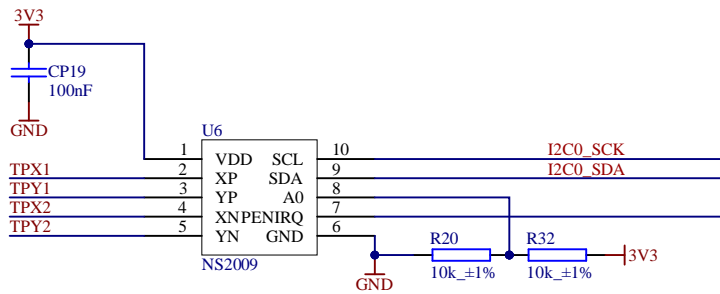 3V3
CP19
100nF
GND
U6
1 VDD SCL 10 I2C0_SCK
TPX1 2 XP SDA 9 I2C0_SDA
TPY1 3 YP A0 8
TPX2 4 XN PENIRQ 7
TPY2 5 YN GND 6
NS2009
R20 R32
3V3
10k_±1% 10k_±1%
GND